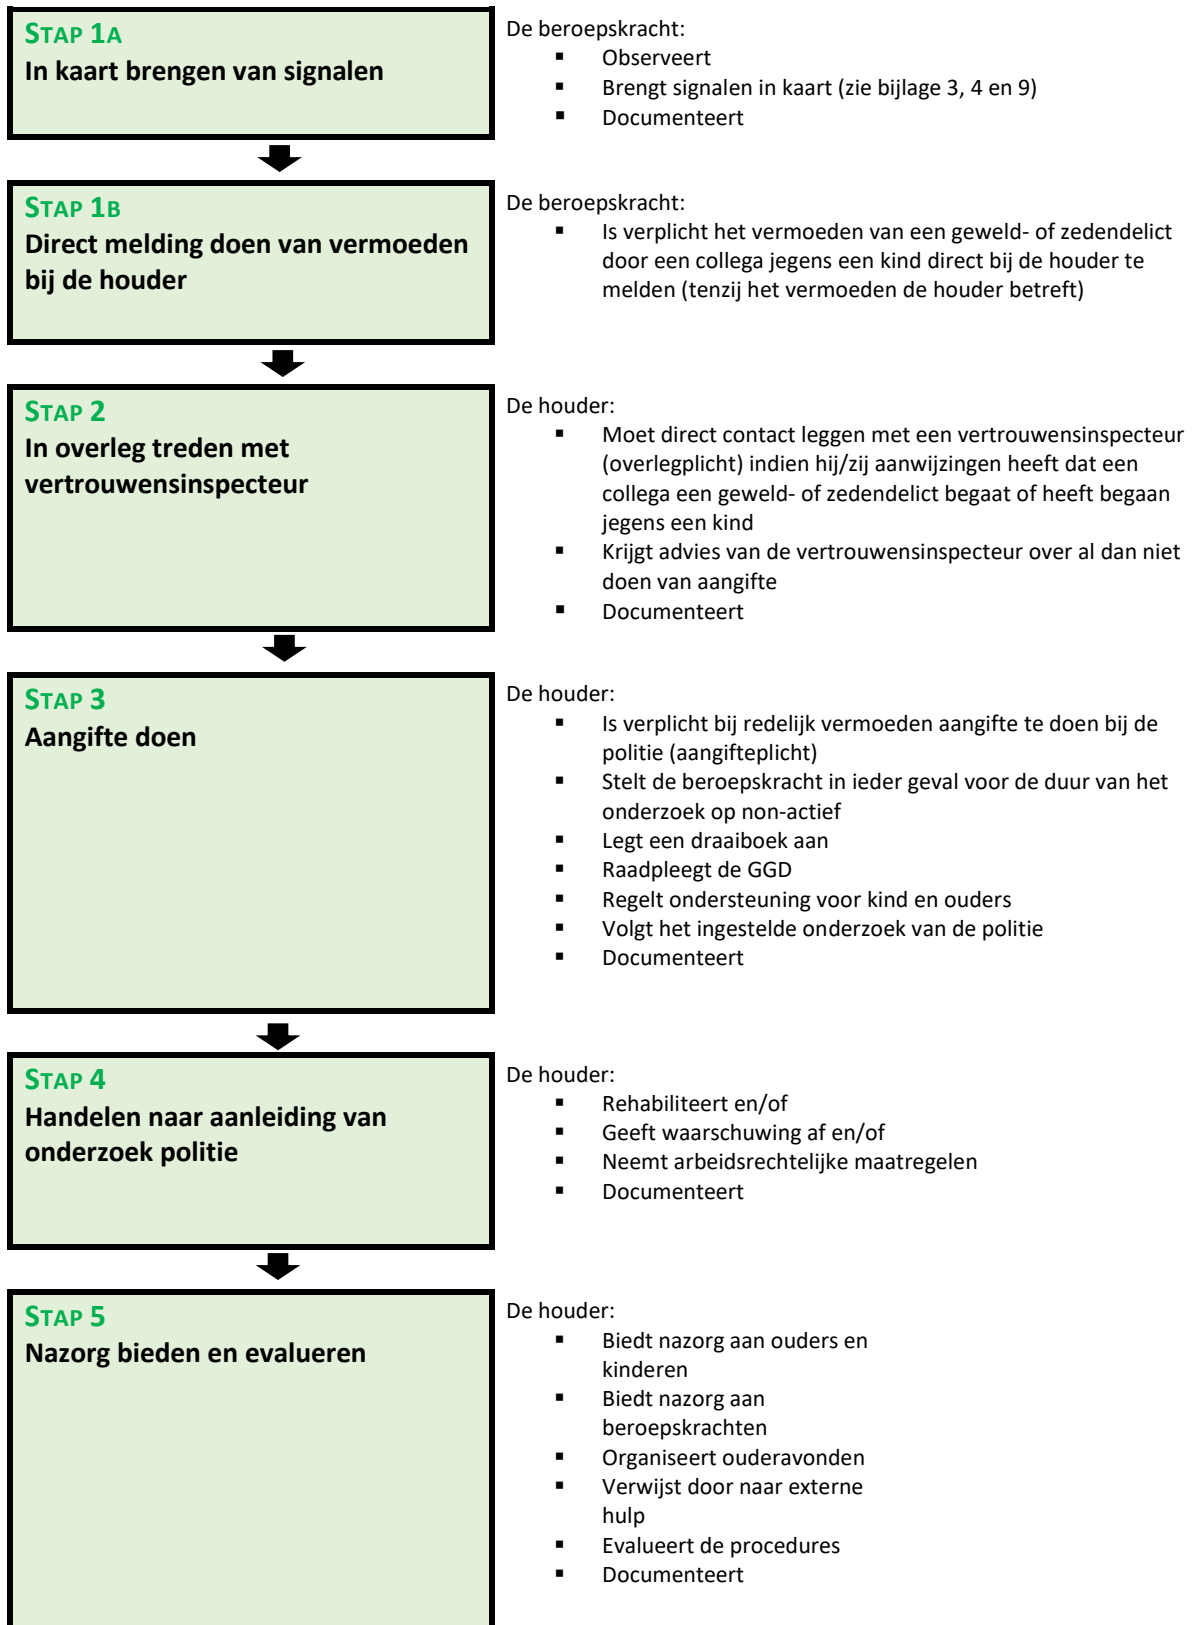 STAP 1A
In kaart brengen van signalen
De beroepskracht:
▪ Observeert
▪ Brengt signalen in kaart (zie bijlage 3, 4 en 9)
▪ Documenteert
STAP 1B
Direct melding doen van vermoeden
bij de houder
De beroepskracht:
▪ Is verplicht het vermoeden van een geweld- of zedendelict
door een collega jegens een kind direct bij de houder te
melden (tenzij het vermoeden de houder betreft)
STAP 2
In overleg treden met
vertrouwensinspecteur
De houder:
▪ Moet direct contact leggen met een vertrouwensinspecteur
(overlegplicht) indien hij/zij aanwijzingen heeft dat een
collega een geweld- of zedendelict begaat of heeft begaan
jegens een kind
▪ Krijgt advies van de vertrouwensinspecteur over al dan niet
doen van aangifte
▪ Documenteert
STAP 3
Aangifte doen
De houder:
▪ Is verplicht bij redelijk vermoeden aangifte te doen bij de
politie (aangifteplicht)
▪ Stelt de beroepskracht in ieder geval voor de duur van het
onderzoek op non-actief
▪ Legt een draaiboek aan
▪ Raadpleegt de GGD
▪ Regelt ondersteuning voor kind en ouders
▪ Volgt het ingestelde onderzoek van de politie
▪ Documenteert
STAP 4
Handelen naar aanleiding van
onderzoek politie
De houder:
▪ Rehabiliteert en/of
▪ Geeft waarschuwing af en/of
▪ Neemt arbeidsrechtelijke maatregelen
▪ Documenteert
STAP 5
Nazorg bieden en evalueren
De houder:
▪ Biedt nazorg aan ouders en
kinderen
▪ Biedt nazorg aan
beroepskrachten
▪ Organiseert ouderavonden
▪ Verwijst door naar externe
hulp
▪ Evalueert de procedures
▪ Documenteert